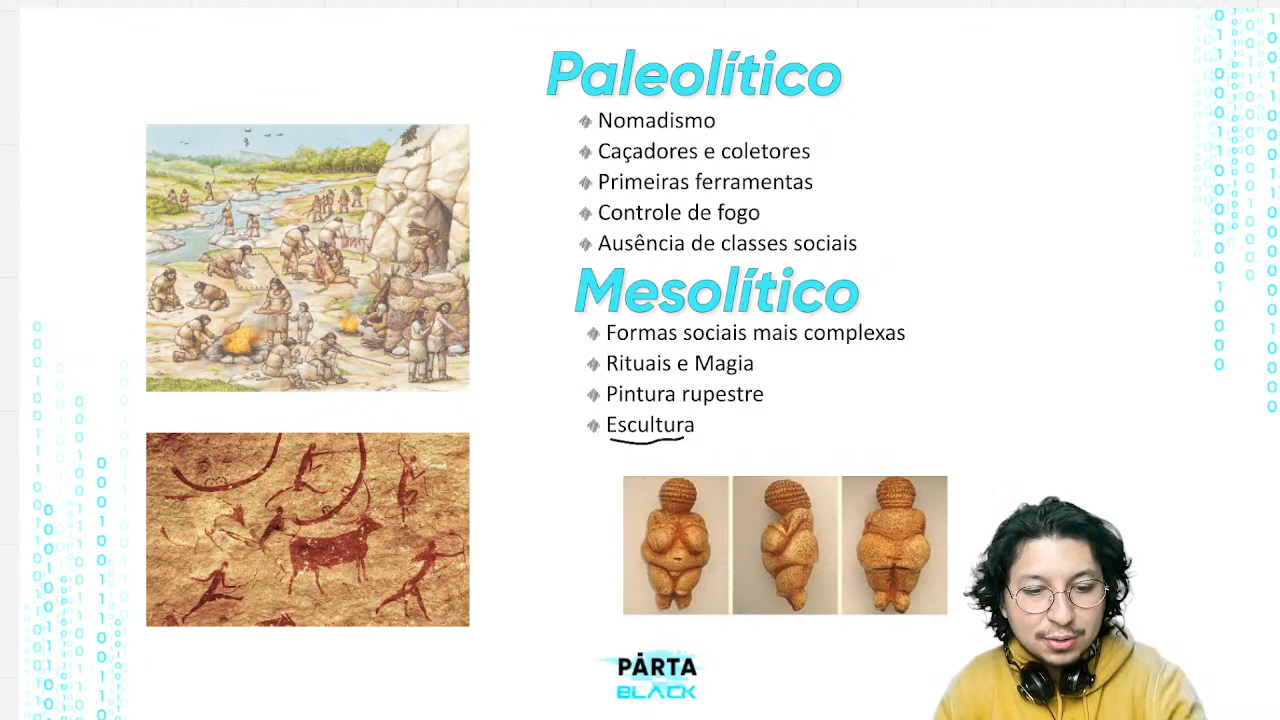 Paleolítico
Nomadismo
Caçadores e coletores
Primeiras ferramentas
Controle de fogo
Ausência de classes sociais
Mesolítico
Formas sociais mais complexas
Rituais e Magia
Pintura rupestre
Escultura
PARTA
BLACK